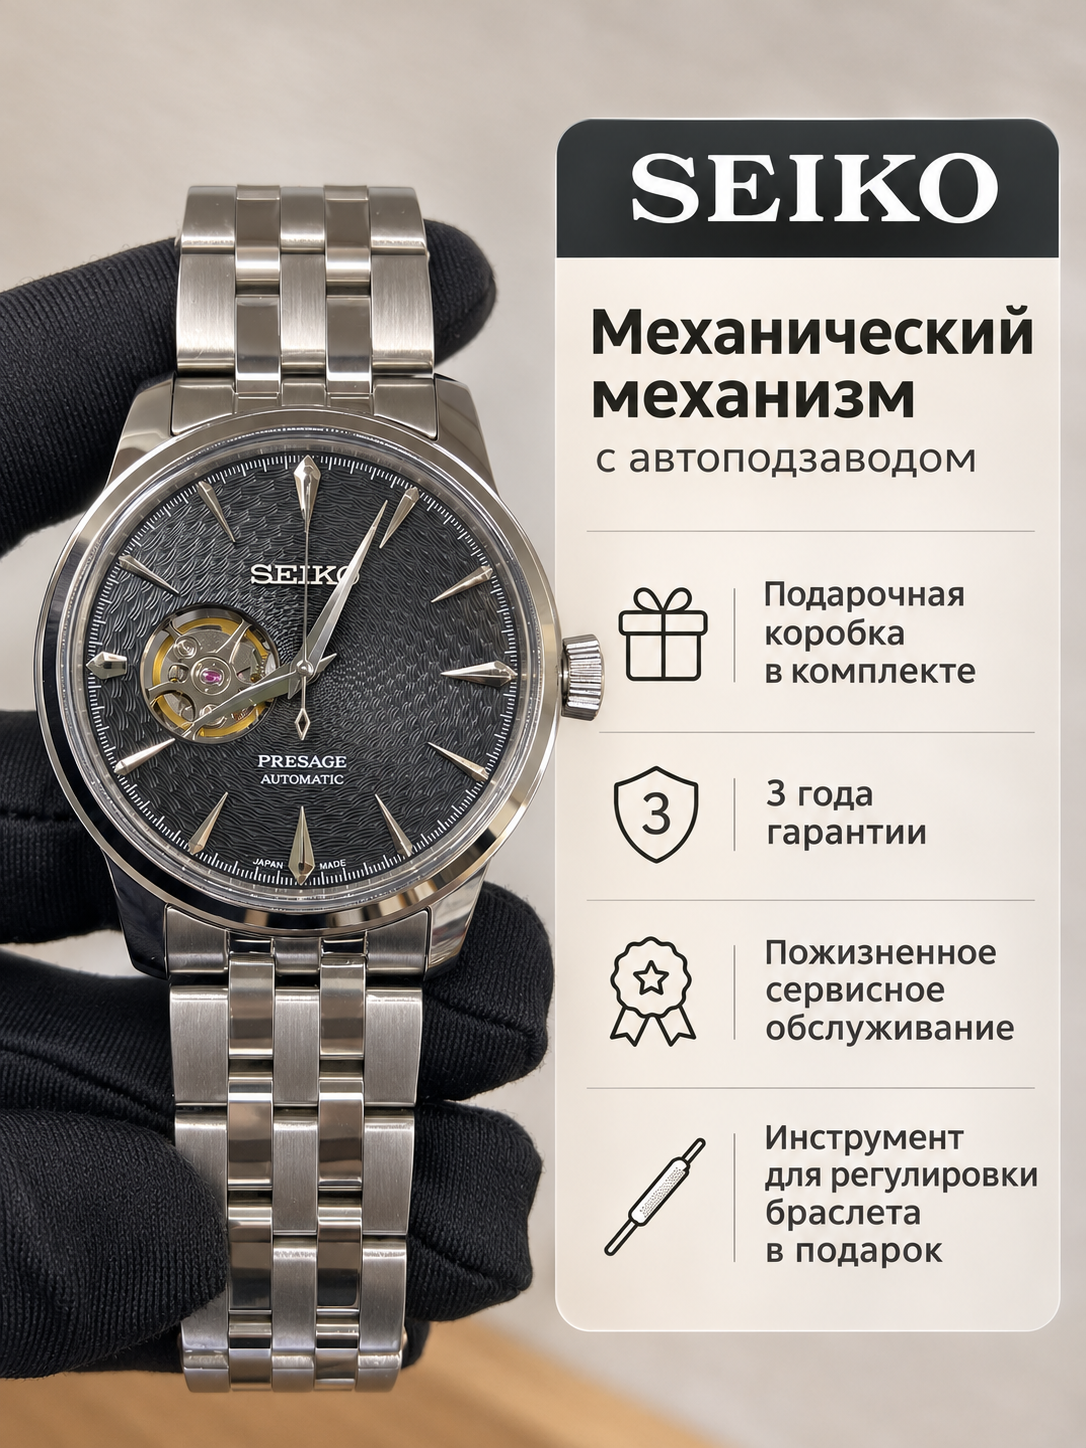 SEIKO
Механический
механизм
с автоподзаводом
Подарочная
коробка
в комплекте
3
3 года
гарантии
Пожизненное
сервисное
обслуживание
Инструмент
для регулировки
браслета
в подарок
SEIKO
PRESAGE
AUTOMATIC
JAPAN MADE